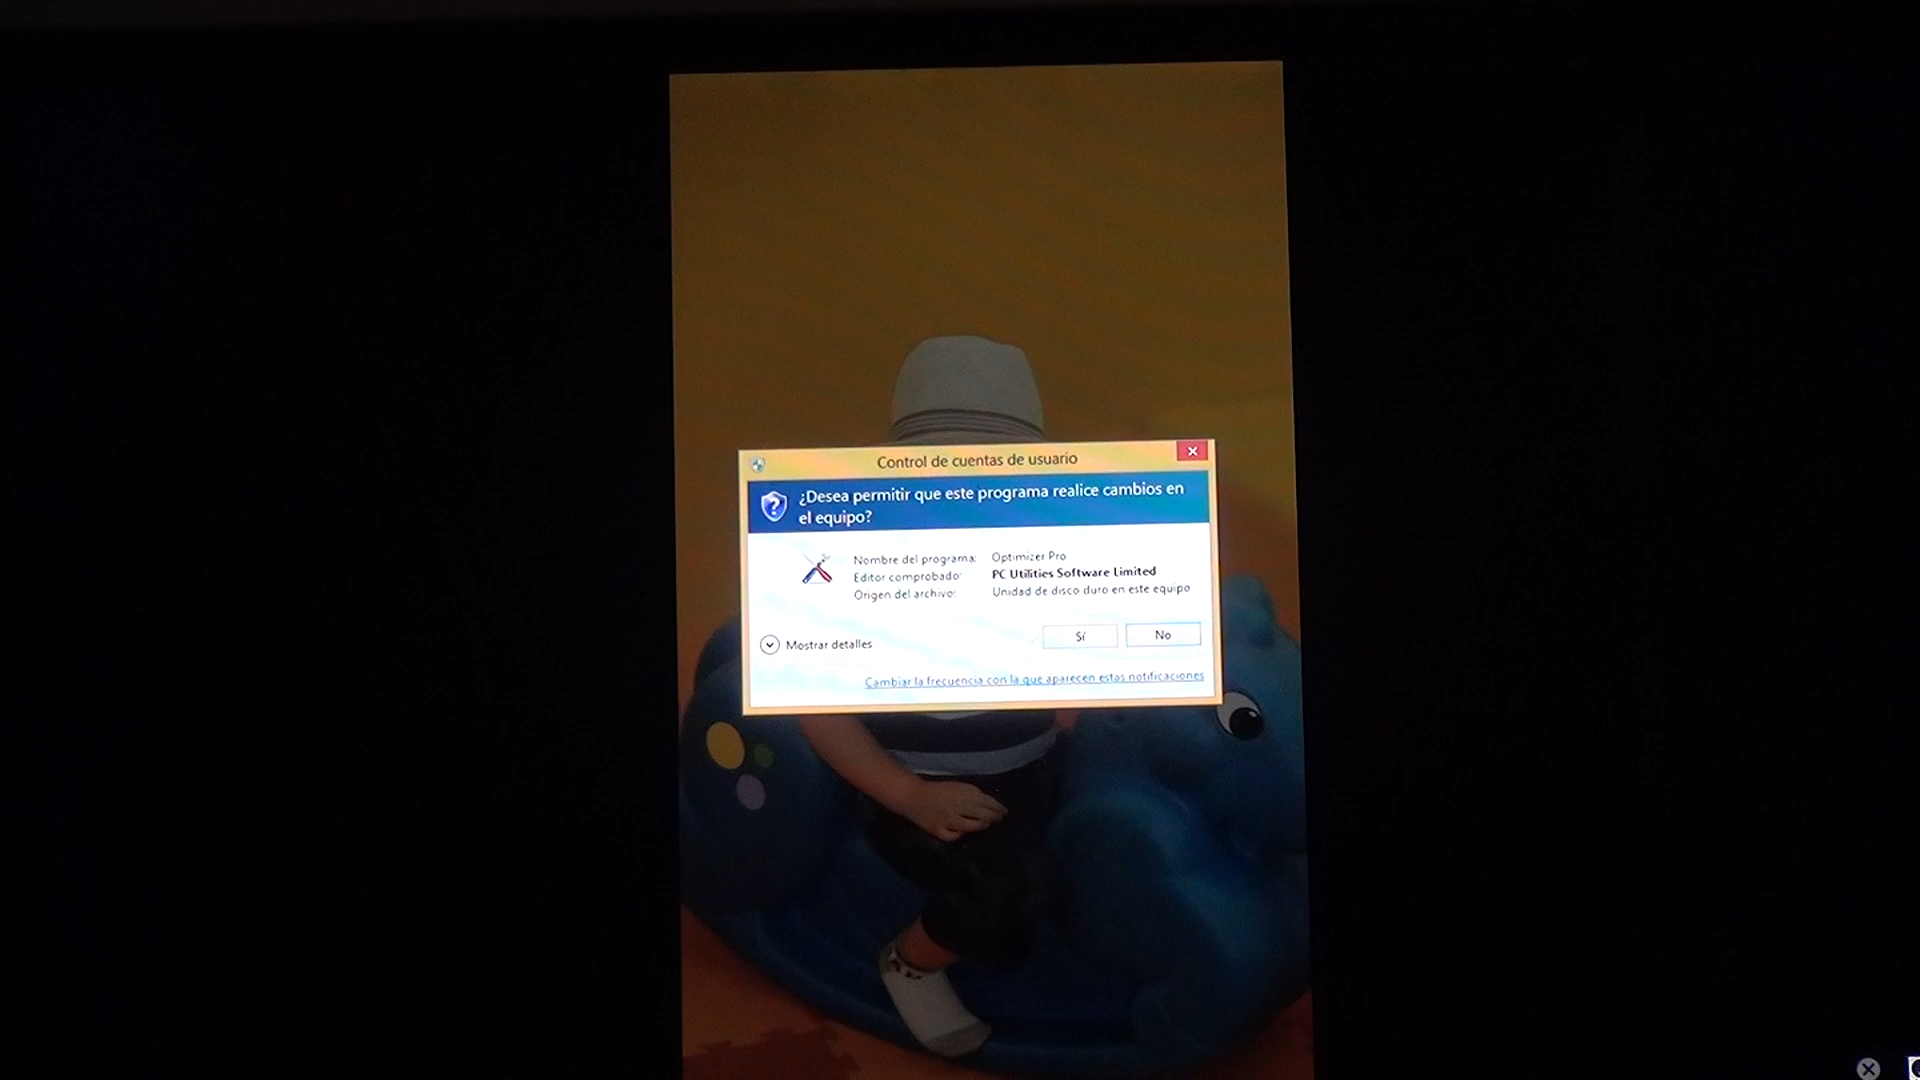 Control de cuentas de usuario
¿Desea permitir que este programa realice cambios en
el equipo?
Nombre del programa: Optimizer Pro
Editor comprobado: PC Utilities Software Limited
Origen del archivo: Unidad de disco duro en este equipo
Mostrar detalles
Sí
No
Cambiar la frecuencia con la que aparecen estas notificaciones